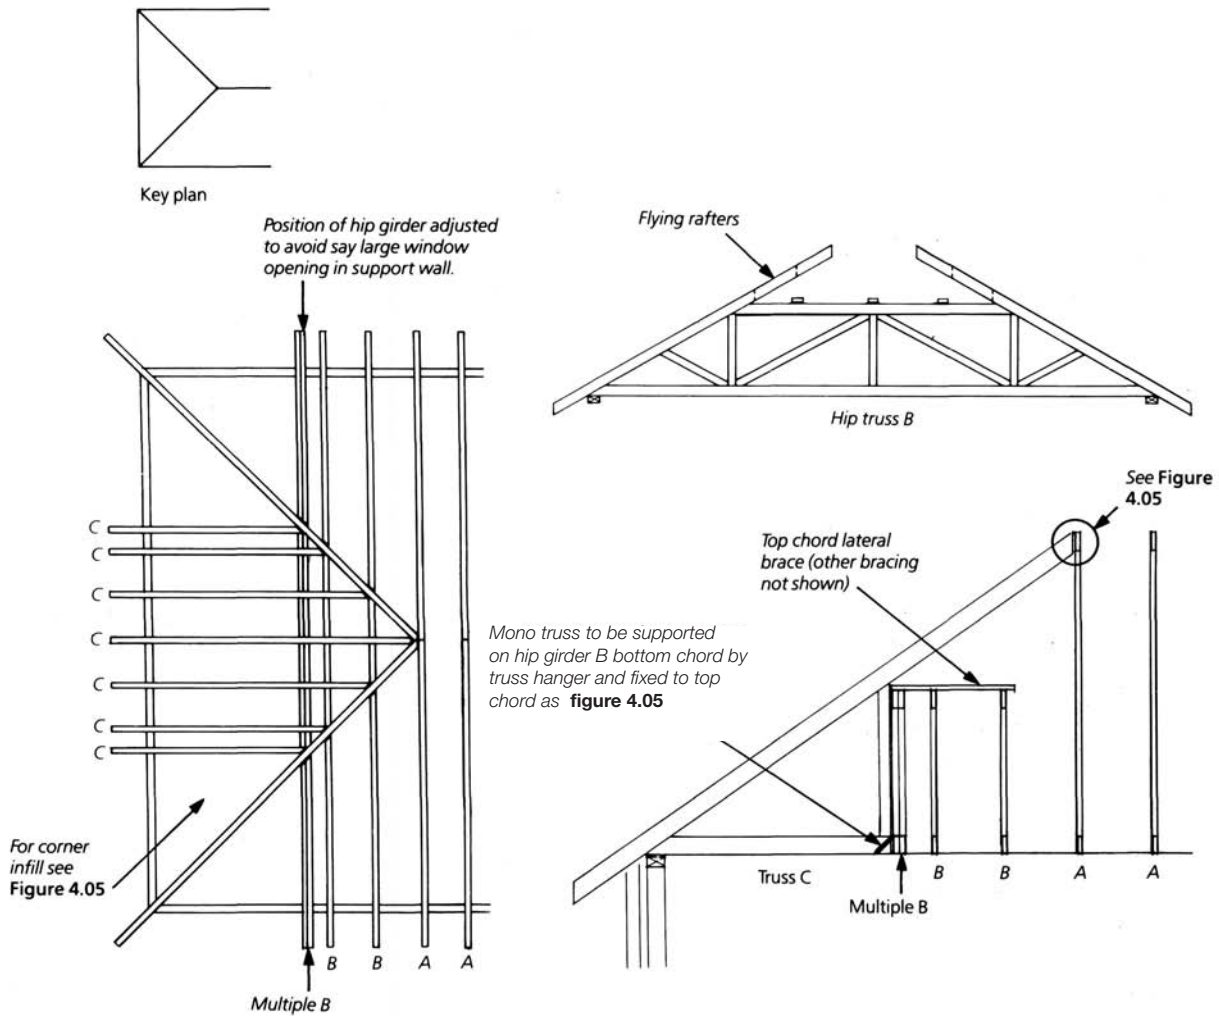 Key plan
Position of hip girder adjusted
to avoid say large window
opening in support wall.
Flying rafters
Hip truss B
See Figure
4.05
Top chord lateral
brace (other bracing
not shown)
C
C
C
C
C
C
C
Mono truss to be supported
on hip girder B bottom chord by
truss hanger and fixed to top
chord as figure 4.05
For corner
infill see
Figure 4.05
B
B
A
A
Multiple B
Truss C
B
B
A
A
Multiple B